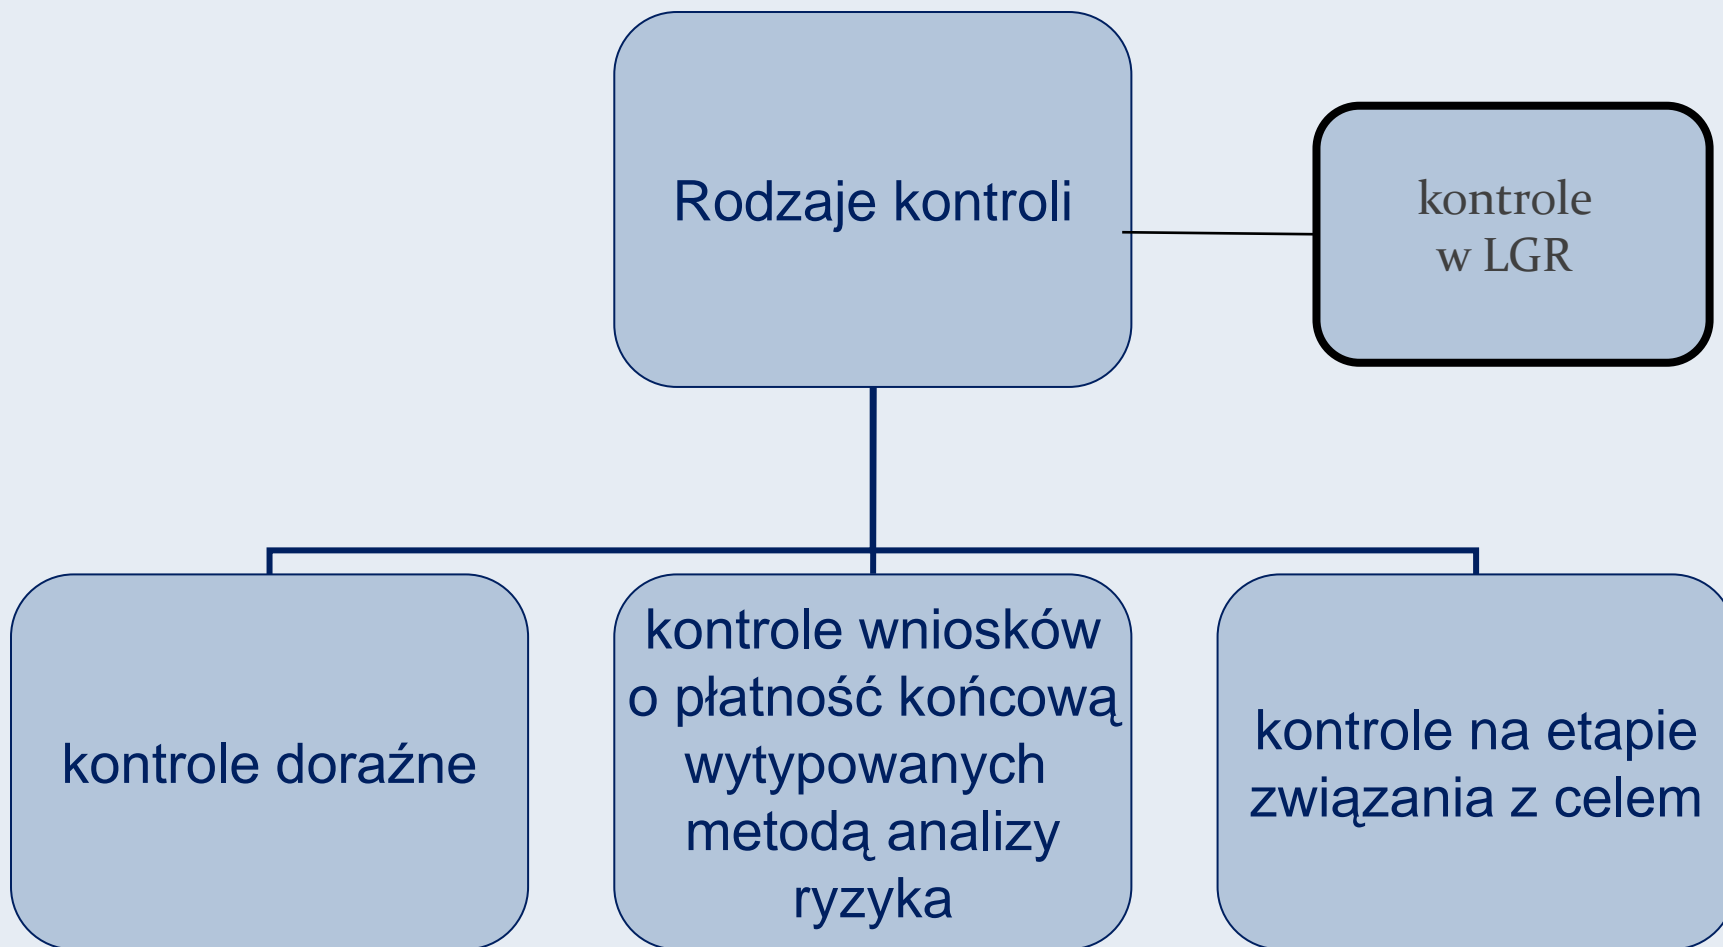 Rodzaje kontroli
kontrole
w LGR
kontrole doraźne
kontrole wniosków
o płatność końcową
wytypowanych
metodą analizy
ryzyka
kontrole na etapie
związania z celem